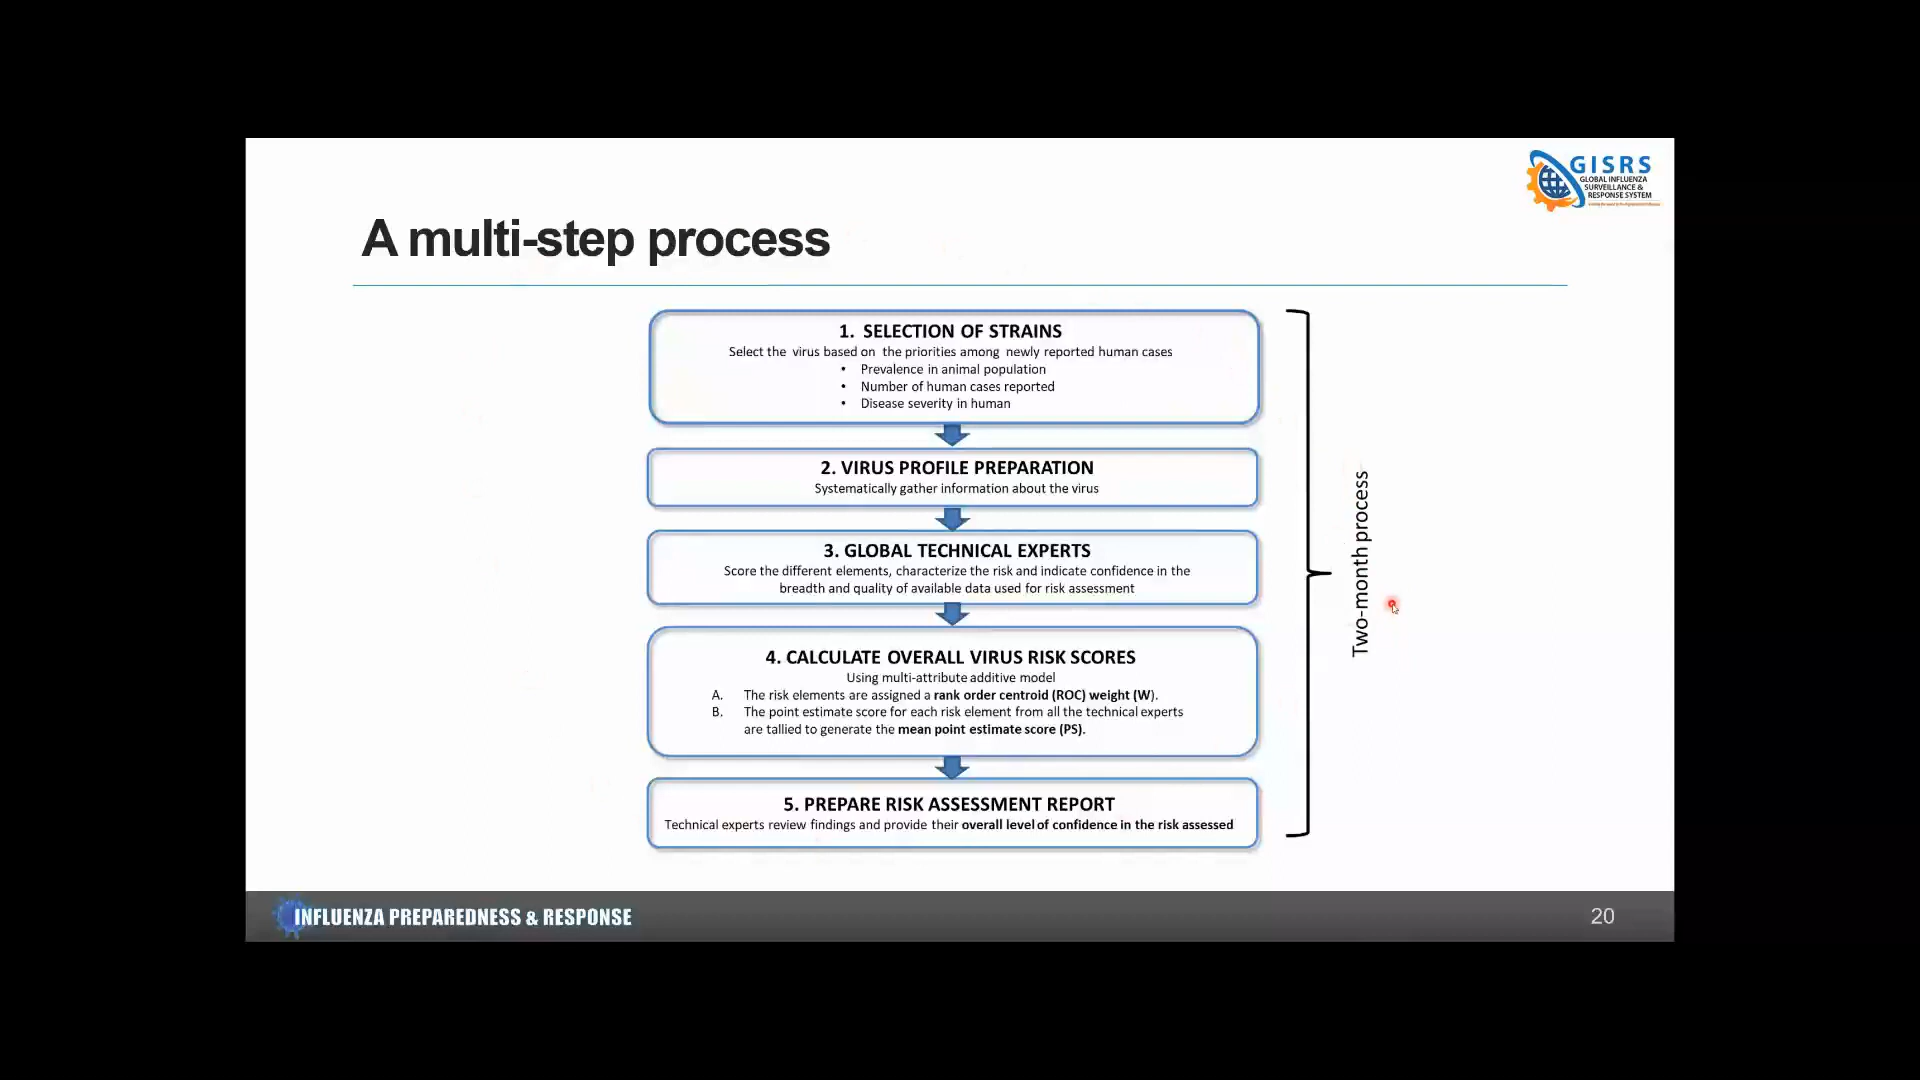 GISRS
GLOBAL INFLUENZA
SURVEILLANCE &
RESPONSE SYSTEM
A multi-step process
1. SELECTION OF STRAINS
Select the virus based on the priorities among newly reported human cases
• Prevalence in animal population
• Number of human cases reported
• Disease severity in human
2. VIRUS PROFILE PREPARATION
Systematically gather information about the virus
3. GLOBAL TECHNICAL EXPERTS
Score the different elements, characterize the risk and indicate confidence in the
breadth and quality of available data used for risk assessment
4. CALCULATE OVERALL VIRUS RISK SCORES
Using multi-attribute additive model
A. The risk elements are assigned a rank order centroid (ROC) weight (W).
B. The point estimate score for each risk element from all the technical experts
are tallied to generate the mean point estimate score (PS).
5. PREPARE RISK ASSESSMENT REPORT
Technical experts review findings and provide their overall level of confidence in the risk assessed
Two-month process
INFLUENZA PREPAREDNESS & RESPONSE
20